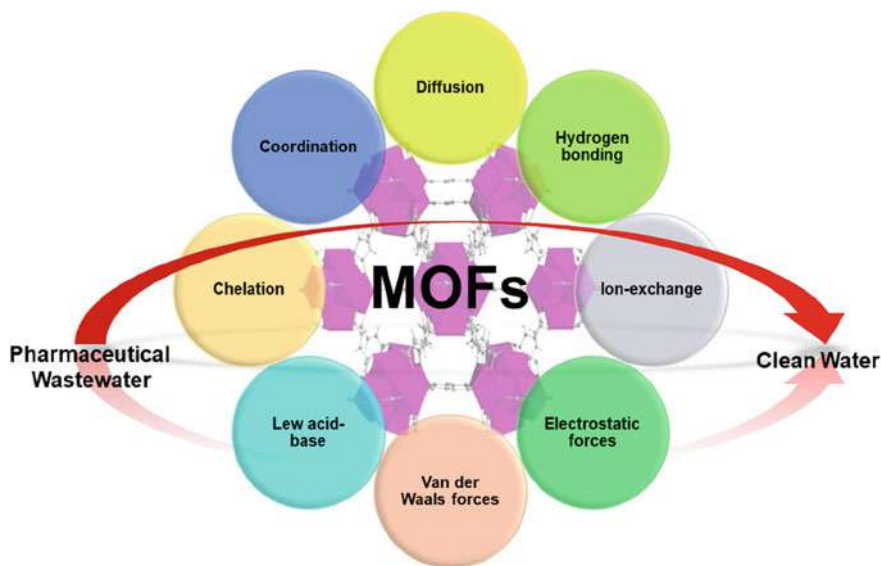 Diffusion
Coordination
Hydrogen
bonding
Chelation
MOFs
Ion-exchange
Pharmaceutical
Wastewater
Clean Water
Lew acid-
base
Electrostatic
forces
Van der
Waals forces